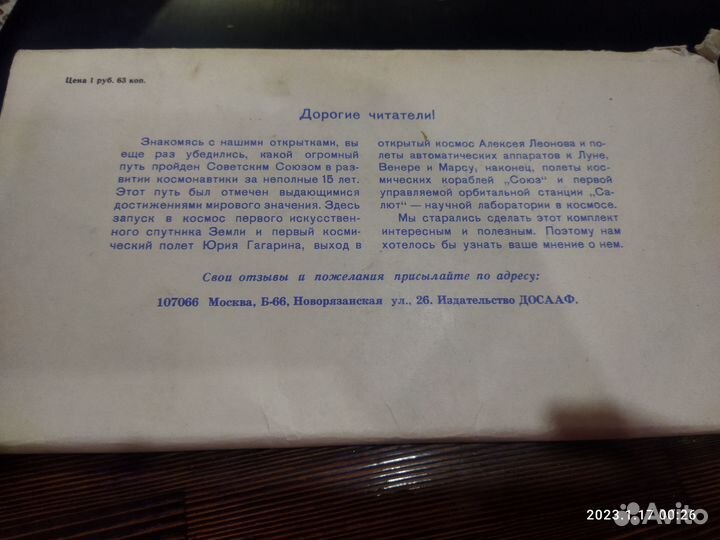 Цена 1 руб. 63 коп.
Дорогие читатели!
Знакомясь с нашими открытками, вы
еще раз убедились, какой огромный
путь пройден Советским Союзом в раз-
витии космонавтики за неполные 15 лет.
Этот путь был отмечен выдающимися
достижениями мирового значения. Здесь
запуск в космос первого искусствен-
ного спутника Земли и первый косми-
ческий полет Юрия Гагарина, выход в
открытый космос Алексея Леонова и по-
леты автоматических аппаратов к Луне,
Венере и Марсу, наконец, полеты кос-
мических кораблей „Союз“ и первой
управляемой орбитальной станции „Са-
лют“ — научной лаборатории в космосе.
Мы старались сделать этот комплект
интересным и полезным. Поэтому нам
хотелось бы узнать ваше мнение о нем.
Свои отзывы и пожелания присылайте по адресу:
107066 Москва, Б-66, Новорязанская ул., 26. Издательство ДОСААФ.
2023.1.17 00:26
Avito